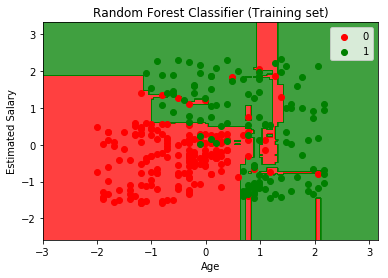 Random Forest Classifier (Training set)
0
1
Estimated Salary
3
2
1
0
−1
−2
−3 −2 −1 0 1 2 3
Age